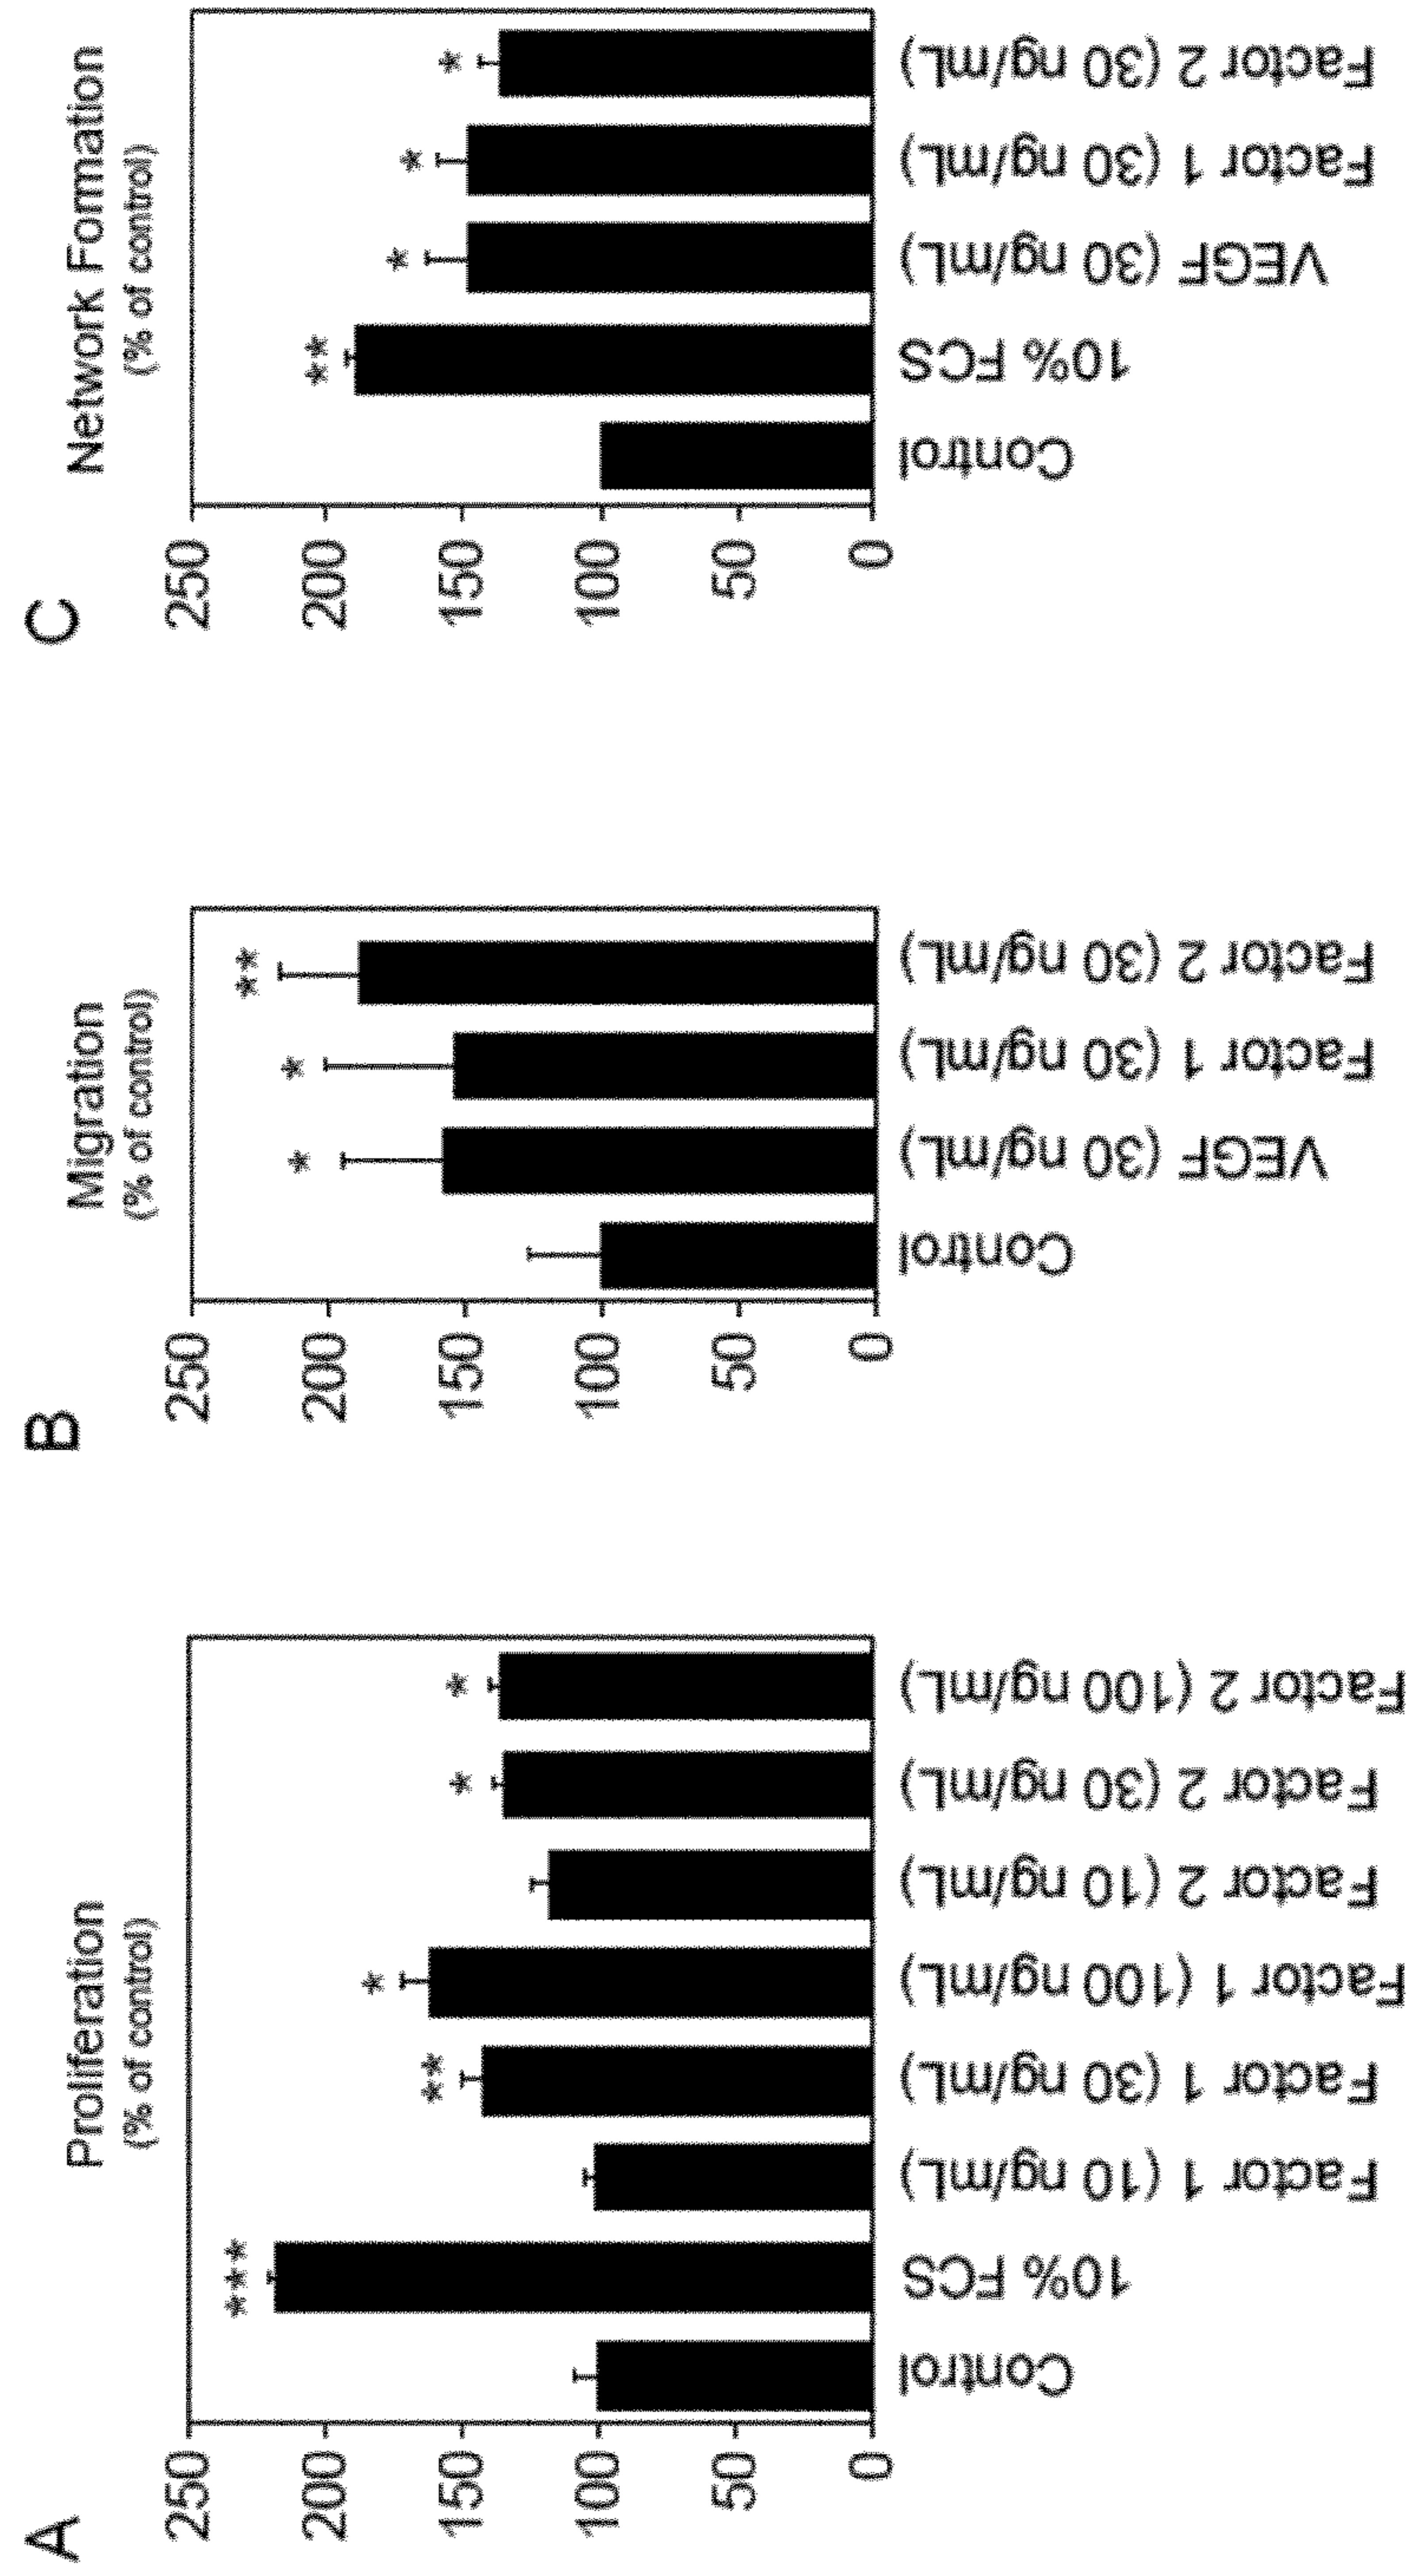 A
Proliferation
(% of control)
250
200
150
100
50
0
***
**
*
*
*
Control
10% FCS
Factor 1 (10 ng/mL)
Factor 1 (30 ng/mL)
Factor 1 (100 ng/mL)
Factor 2 (10 ng/mL)
Factor 2 (30 ng/mL)
Factor 2 (100 ng/mL)
B
Migration
(% of control)
250
200
150
100
50
0
*
*
**
Control
VEGF (30 ng/mL)
Factor 1 (30 ng/mL)
Factor 2 (30 ng/mL)
C
Network Formation
(% of control)
250
200
150
100
50
0
**
*
*
*
Control
10% FCS
VEGF (30 ng/mL)
Factor 1 (30 ng/mL)
Factor 2 (30 ng/mL)